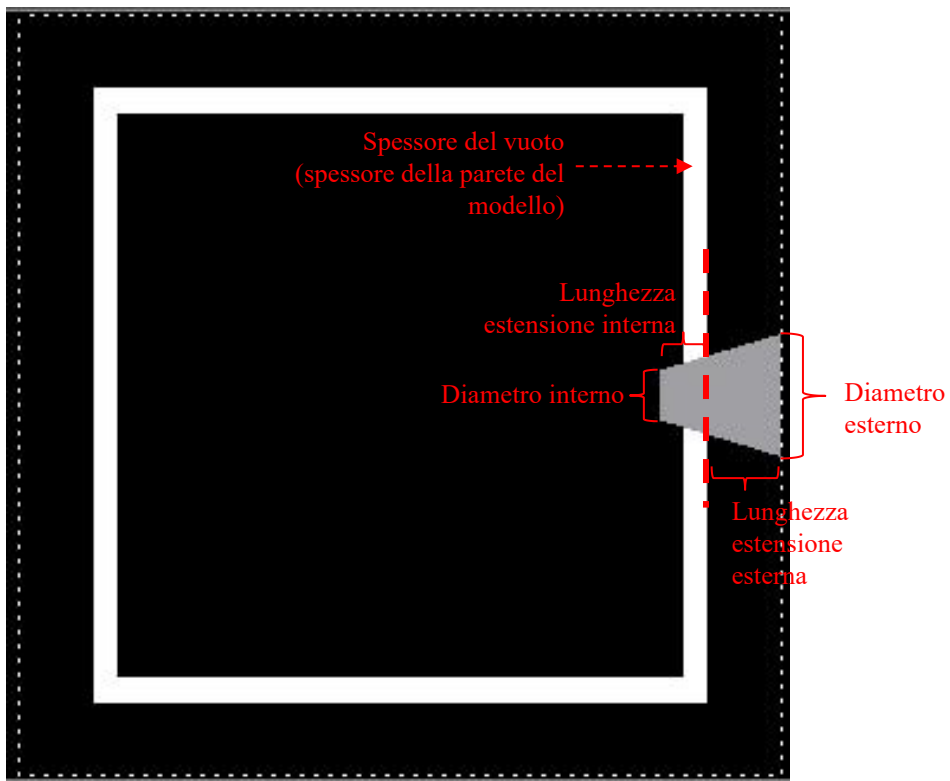 Spessore del vuoto
(spessore della parete del
modello)
Lunghezza
estensione interna
Diametro interno
Diametro
esterno
Lunghezza
estensione
esterna